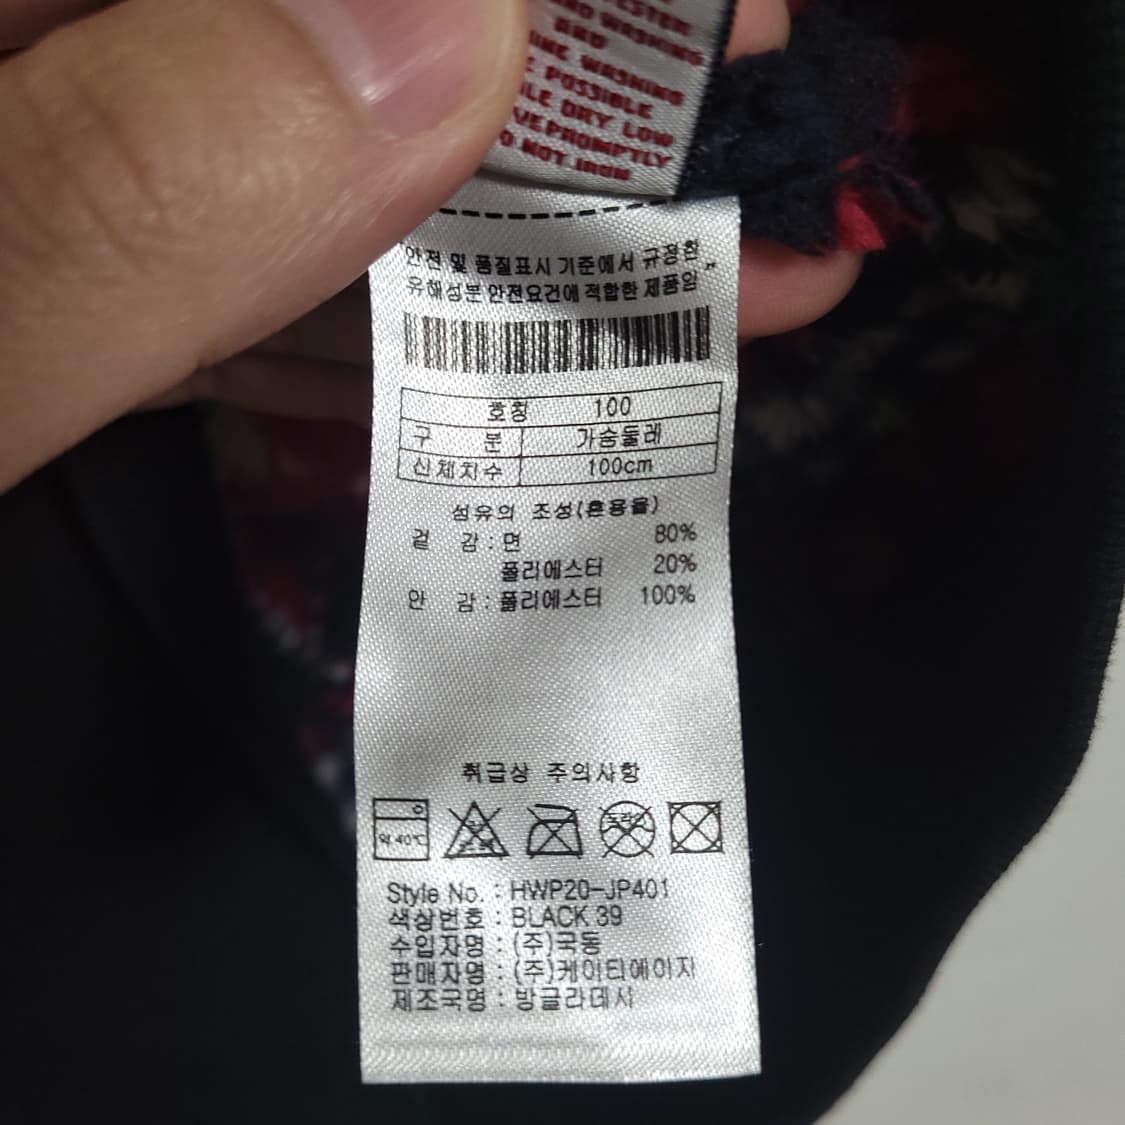 WASHING
AND
WASHING
POSSIBLE
DRY LOW
PROMPTLY
NOT IRON
안전 및 품질표시 기준에서 규정한
유해성분 안전요건에 적합한 제품임"
호칭 100
구 분 가슴둘레
신체치수 100cm
섬유의 조성(혼용율)
겉 감 : 면 80%
폴리에스터 20%
안 감 : 폴리에스터 100%
취급상 주의사항
약 40℃ 드라이
Style No. : HWP20-JP401
색상번호 : BLACK 39
수입자명 : (주)국동
판매자명 : (주)케이티에이지
제조국명 : 방글라데시